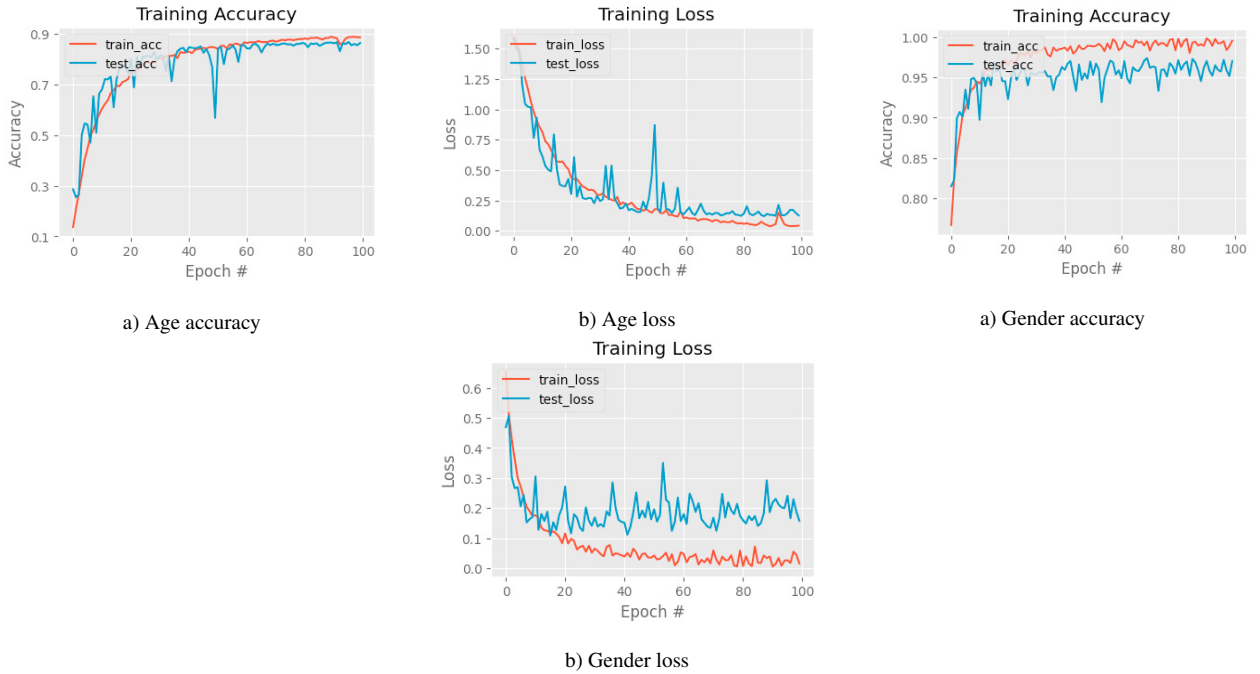 Training Accuracy
train_acc
test_acc
0.9
0.7
0.5
0.3
0.1
Accuracy
0 20 40 60 80 100
Epoch #
a) Age accuracy
Training Loss
train_loss
test_loss
1.50
1.25
1.00
0.75
0.50
0.25
0.00
Loss
0 20 40 60 80 100
Epoch #
b) Age loss
Training Accuracy
train_acc
test_acc
1.00
0.95
0.90
0.85
0.80
Accuracy
0 20 40 60 80 100
Epoch #
a) Gender accuracy
Training Loss
train_loss
test_loss
0.6
0.5
0.4
0.3
0.2
0.1
0.0
Loss
0 20 40 60 80 100
Epoch #
b) Gender loss